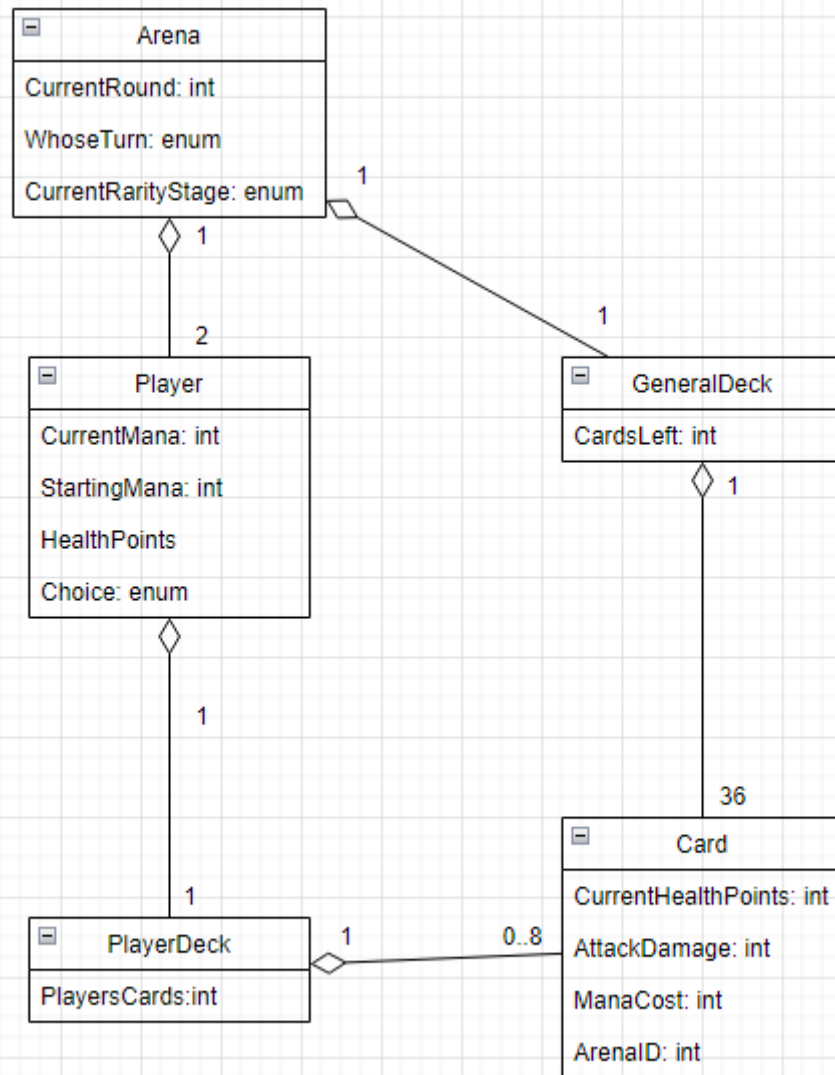 Arena
CurrentRound: int
WhoseTurn: enum
CurrentRarityStage: enum
1
1
2
1
Player
CurrentMana: int
StartingMana: int
HealthPoints
Choice: enum
GeneralDeck
CardsLeft: int
1
1
36
1
PlayerDeck
PlayersCards:int
1
0..8
Card
CurrentHealthPoints: int
AttackDamage: int
ManaCost: int
ArenaID: int